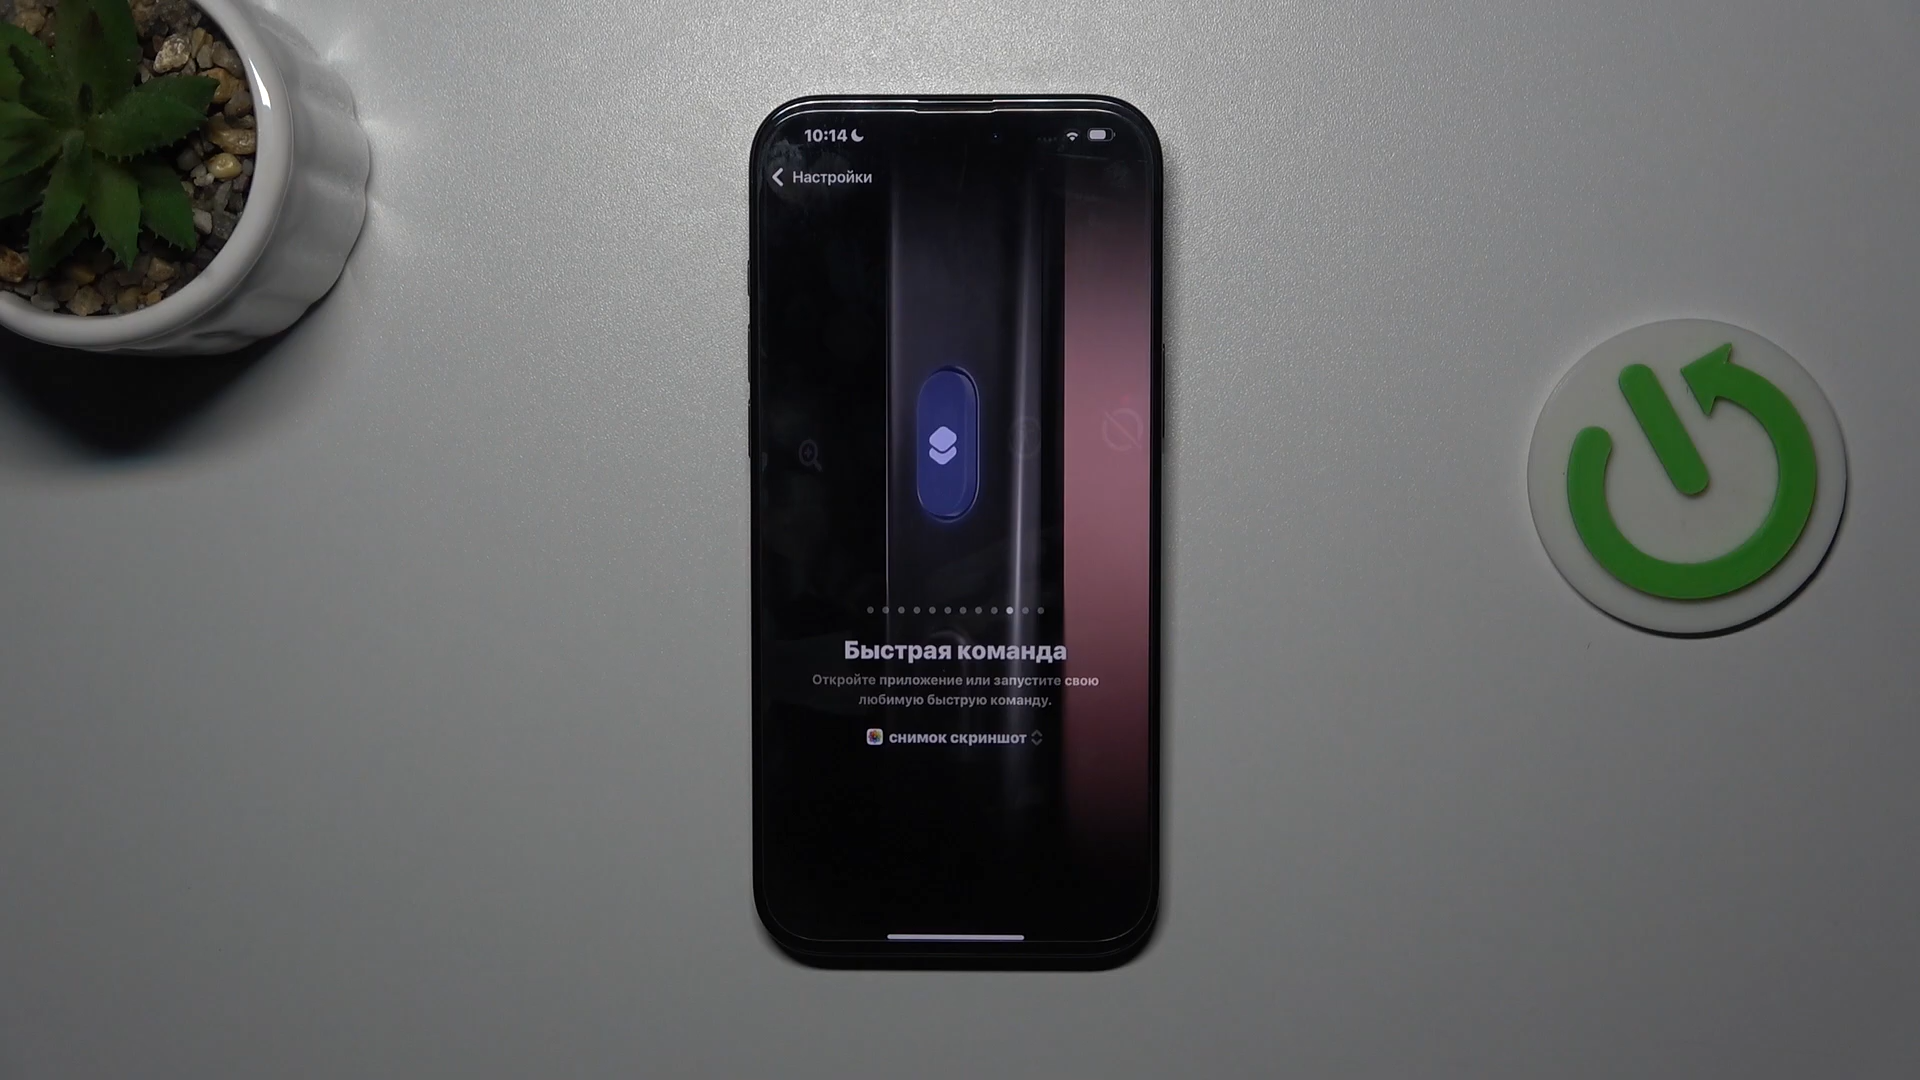 10:14
Настройки
Быстрая команда
Откройте приложение или запустите свою
любимую быструю команду.
снимок скриншот